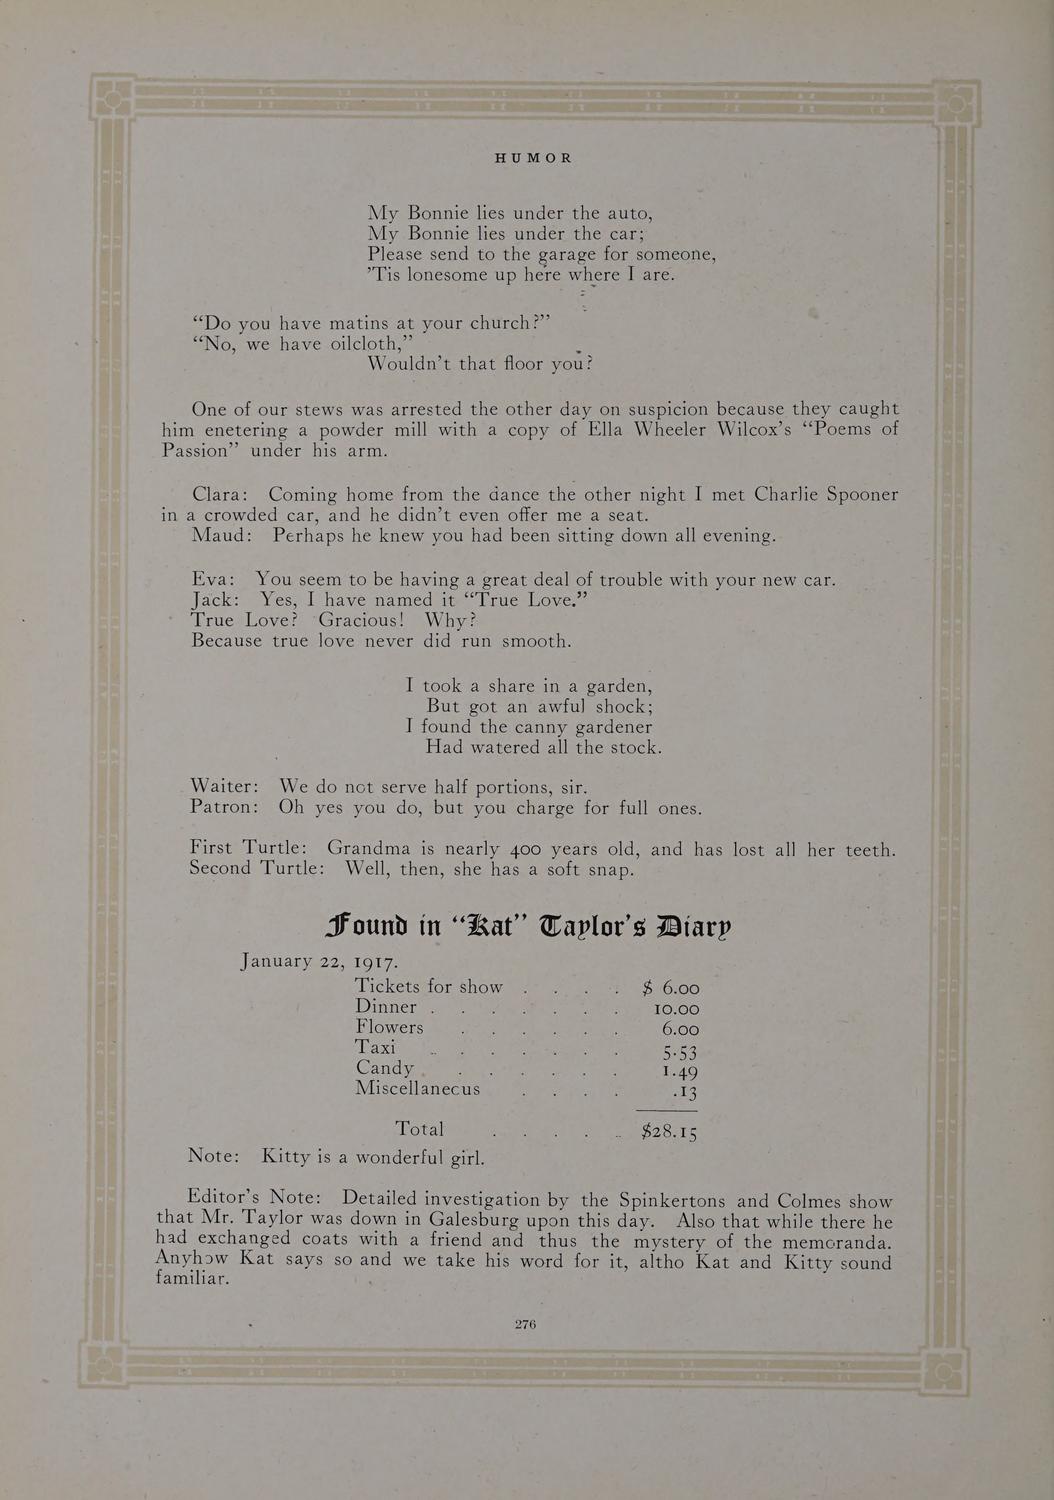 HUMOR
My Bonnie lies under the auto,
My Bonnie lies under the car;
Please send to the garage for someone,
’Tis lonesome up here where I are.
“Do you have matins at your church?”
“No, we have oilcloth,”
Wouldn’t that floor you?
One of our stews was arrested the other day on suspicion because they caught
him enetering a powder mill with a copy of Ella Wheeler Wilcox’s “Poems of
Passion” under his arm.
Clara: Coming home from the dance the other night I met Charlie Spooner
in a crowded car, and he didn’t even offer me a seat.
Maud: Perhaps he knew you had been sitting down all evening.
Eva: You seem to be having a great deal of trouble with your new car.
Jack: Yes, I have named it “True Love.”
True Love? Gracious! Why?
Because true love never did run smooth.
I took a share in a garden,
But got an awful shock;
I found the canny gardener
Had watered all the stock.
Waiter: We do not serve half portions, sir.
Patron: Oh yes you do, but you charge for full ones.
First Turtle: Grandma is nearly 400 years old, and has lost all her teeth.
Second Turtle: Well, then, she has a soft snap.
Found in “Kat” Taylor’s Diary
January 22, 1917.
Tickets for show . . . . $ 6.00
Dinner . . . . . . . 10.00
Flowers . . . . . . 6.00
Taxi . . . . . . . 5.53
Candy . . . . . . . 1.49
Miscellanecus . . . . .13
Total . . . . . $28.15
Note: Kitty is a wonderful girl.
Editor’s Note: Detailed investigation by the Spinkertons and Colmes show
that Mr. Taylor was down in Galesburg upon this day. Also that while there he
had exchanged coats with a friend and thus the mystery of the memoranda.
Anyhow Kat says so and we take his word for it, altho Kat and Kitty sound
familiar.
276